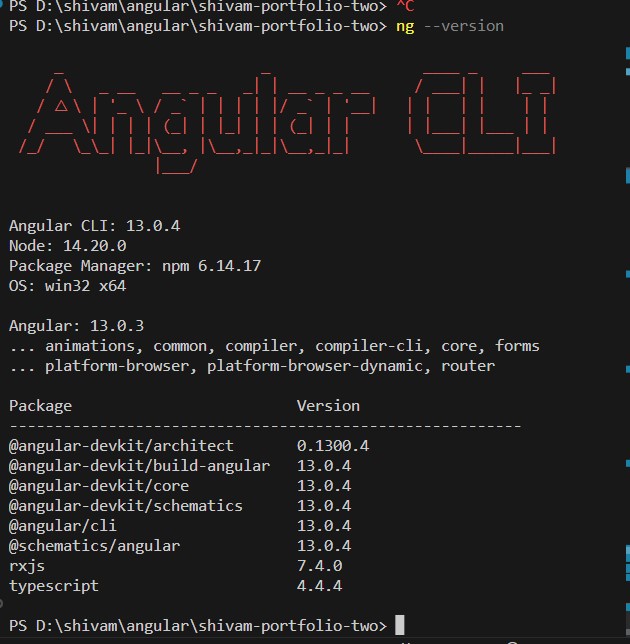 PS D:\shivam\angular\shivam-portfolio-two> ^C
PS D:\shivam\angular\shivam-portfolio-two> ng --version
Angular CLI
Angular CLI: 13.0.4
Node: 14.20.0
Package Manager: npm 6.14.17
OS: win32 x64
Angular: 13.0.3
... animations, common, compiler, compiler-cli, core, forms
... platform-browser, platform-browser-dynamic, router
Package Version
------------------------------------------------------
@angular-devkit/architect 0.1300.4
@angular-devkit/build-angular 13.0.4
@angular-devkit/core 13.0.4
@angular-devkit/schematics 13.0.4
@angular/cli 13.0.4
@schematics/angular 13.0.4
rxjs 7.4.0
typescript 4.4.4
PS D:\shivam\angular\shivam-portfolio-two>